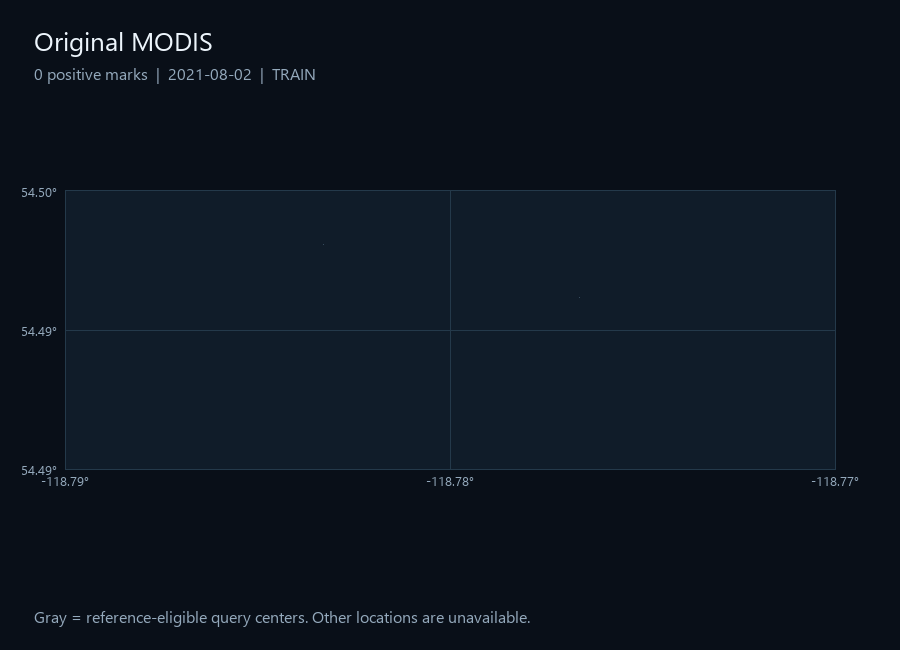 Original MODIS
0 positive marks | 2021-08-02 | TRAIN
54.50°
54.49°
54.49°
-118.79° -118.78° -118.77°
Gray = reference-eligible query centers. Other locations are unavailable.